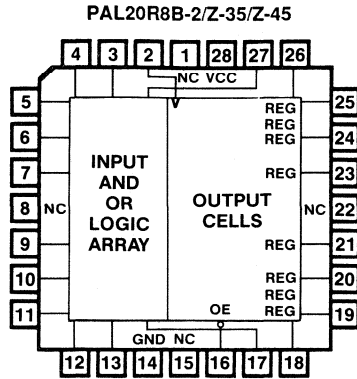 PAL20R8B-2/Z-35/Z-45
4 3 2 1 28 27 26
NC VCC
5 REG 25
REG
6 REG 24
INPUT
AND
OR
LOGIC
ARRAY
OUTPUT
CELLS
7 REG 23
8 NC NC 22
9 REG 21
10 REG 20
REG
11 OE REG 19
GND NC
12 13 14 15 16 17 18